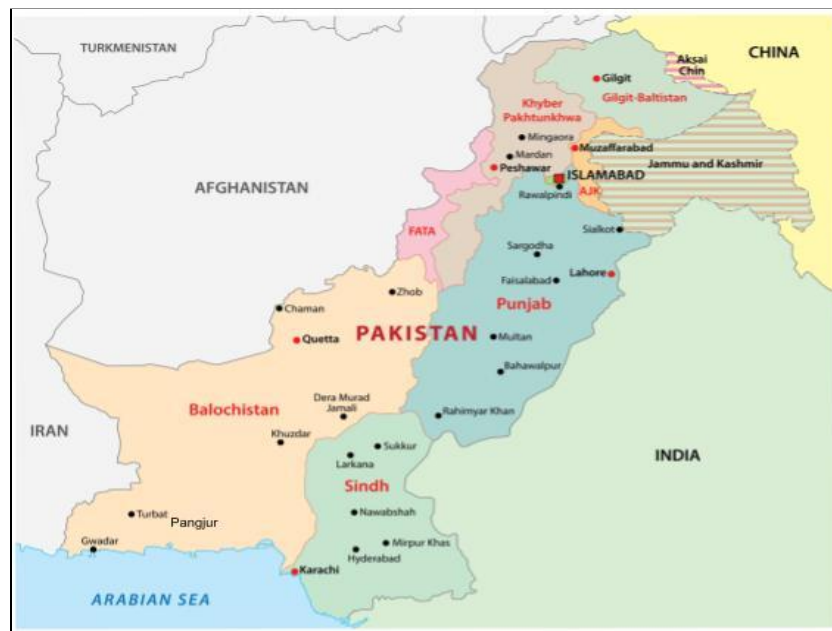 TURKMENISTAN
CHINA
Aksai
Chin
Gilgit
Gilgit-Baltistan
Khyber
Pakhtunkhwa
Mingaora
Muzaffarabad
Mardan
Jammu and Kashmir
Peshawar
ISLAMABAD
AFGHANISTAN
AJK
Rawalpindi
FATA
Sialkot
Sargodha
Lahore
Faisalabad
Zhob
Punjab
Chaman
PAKISTAN
Quetta
Multan
Bahawalpur
Dera Murad
Jamali
Balochistan
Rahimyar Khan
IRAN
Khuzdar
Sukkur
INDIA
Larkana
Sindh
Turbat
Pangjur
Nawabshah
Gwadar
Mirpur Khas
Hyderabad
Karachi
ARABIAN SEA